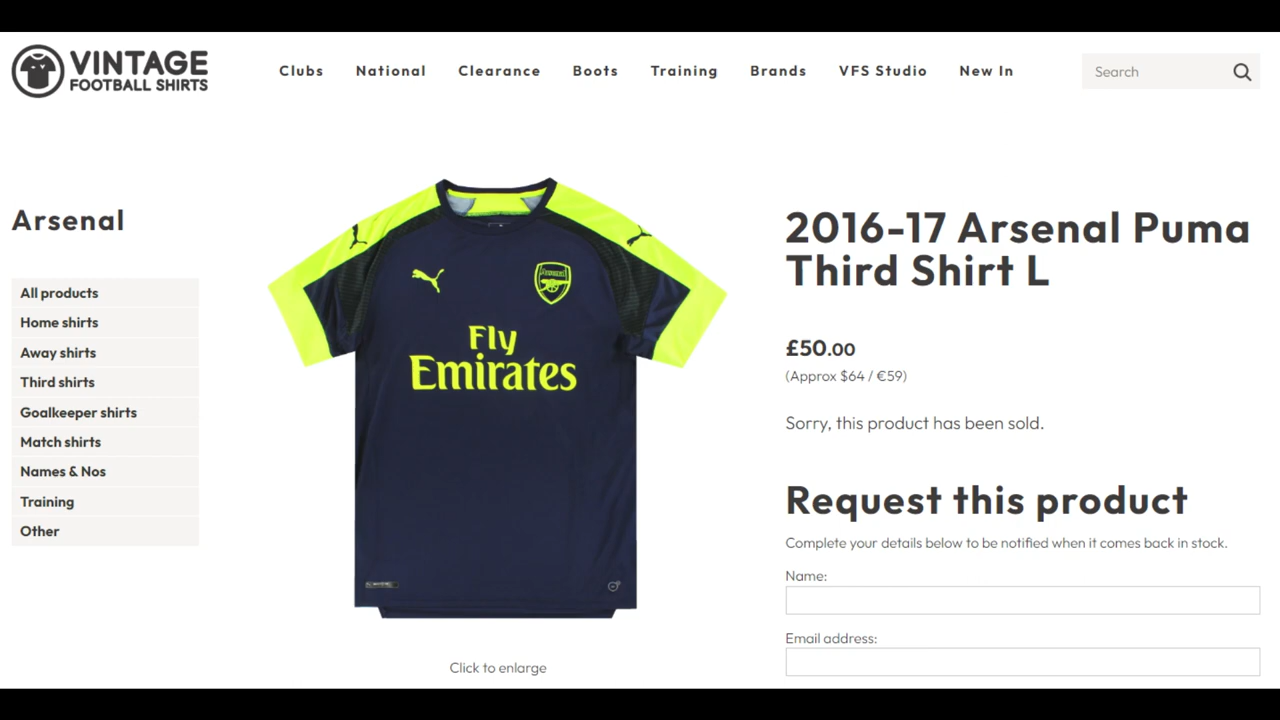 VINTAGE
FOOTBALL SHIRTS
Clubs National Clearance Boots Training Brands VFS Studio New In
Search
Arsenal
All products
Home shirts
Away shirts
Third shirts
Goalkeeper shirts
Match shirts
Names & Nos
Training
Other
Arsenal
Fly
Emirates
Click to enlarge
2016-17 Arsenal Puma
Third Shirt L
£50.00
(Approx $64 / €59)
Sorry, this product has been sold.
Request this product
Complete your details below to be notified when it comes back in stock.
Name:
Email address: